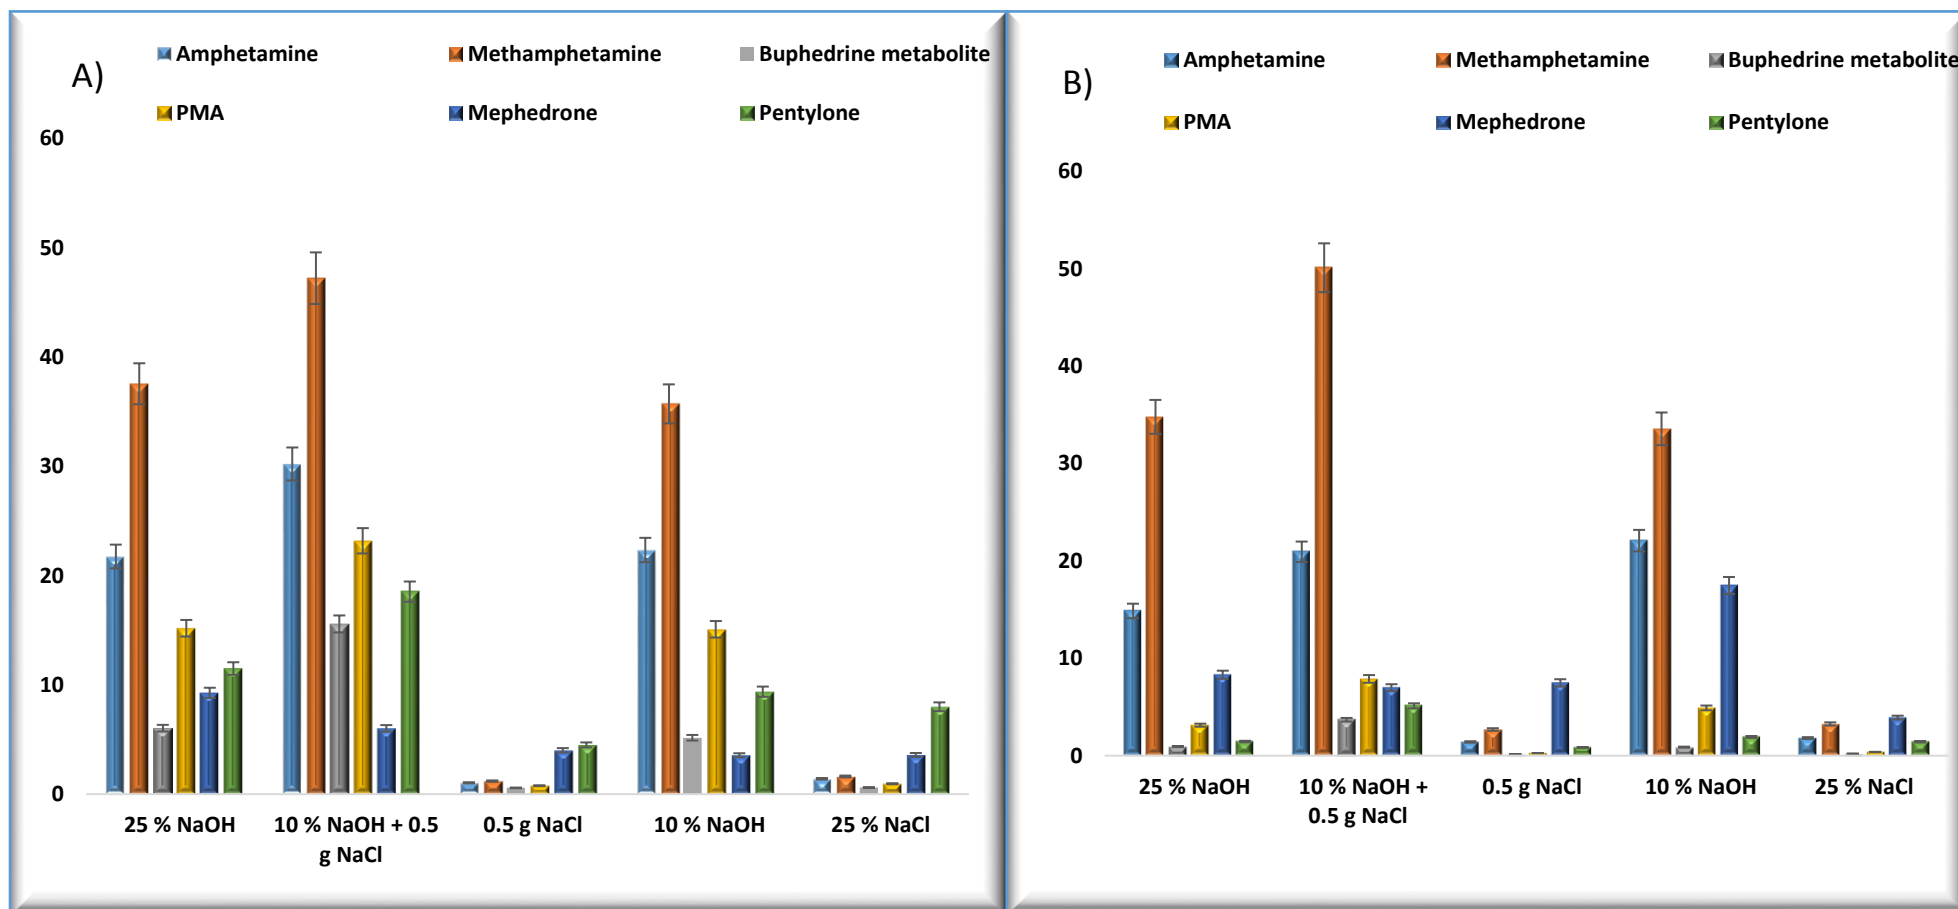 A)
Amphetamine
Methamphetamine
Buphedrine metabolite
PMA
Mephedrone
Pentylone
60
50
40
30
20
10
0
25 % NaOH
10 % NaOH + 0.5
g NaCl
0.5 g NaCl
10 % NaOH
25 % NaCl
B)
Amphetamine
Methamphetamine
Buphedrine metabolite
PMA
Mephedrone
Pentylone
60
50
40
30
20
10
0
25 % NaOH
10 % NaOH +
0.5 g NaCl
0.5 g NaCl
10 % NaOH
25 % NaCl